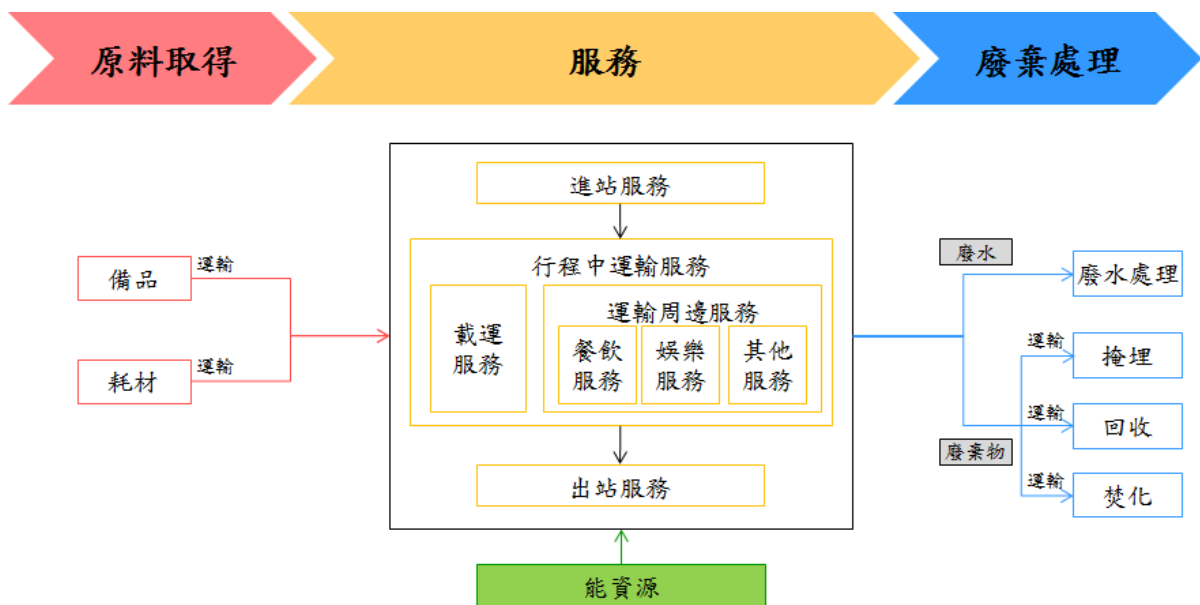 原料取得
服務
廢棄處理
備品
運輸
耗材
運輸
進站服務
行程中運輸服務
載運
服務
運輸周邊服務
餐飲
服務
娛樂
服務
其他
服務
出站服務
能資源
廢水
廢水處理
廢棄物
運輸
掩埋
運輸
回收
運輸
焚化